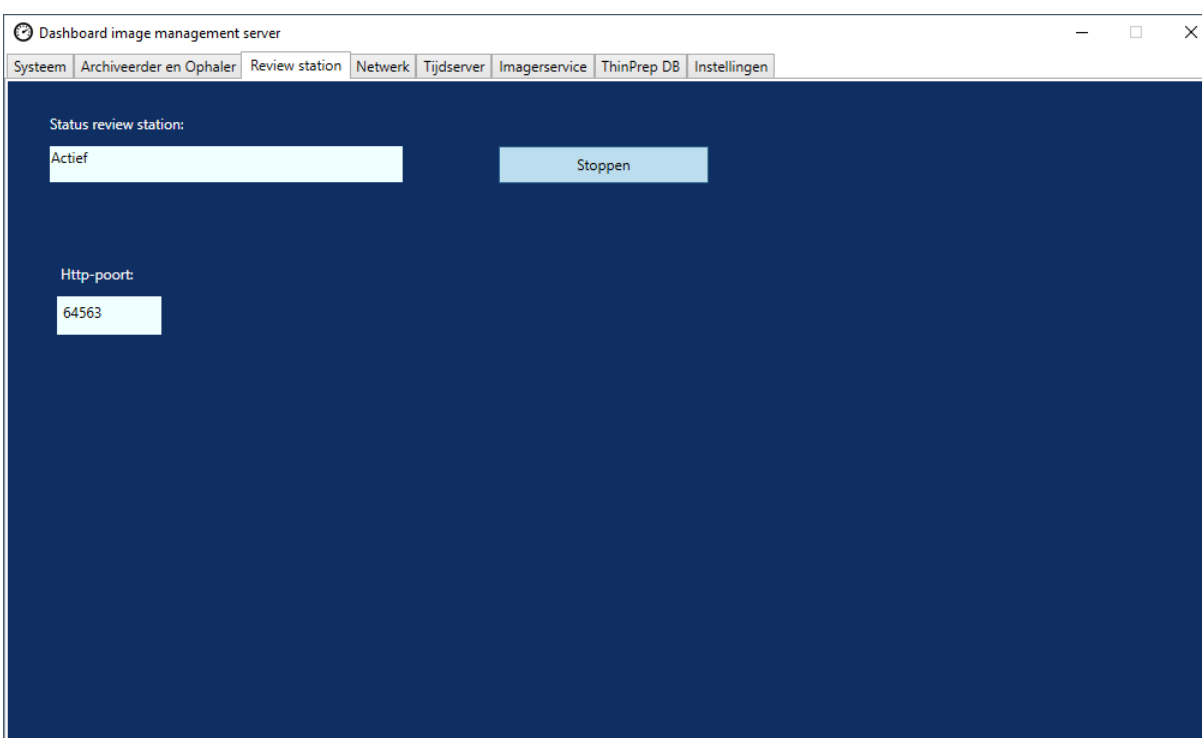 Dashboard image management server
Systeem Archiveerder en Ophaler Review station Netwerk Tijdserver Imagerservice ThinPrep DB Instellingen
Status review station:
Actief Stoppen
Http-poort:
64563